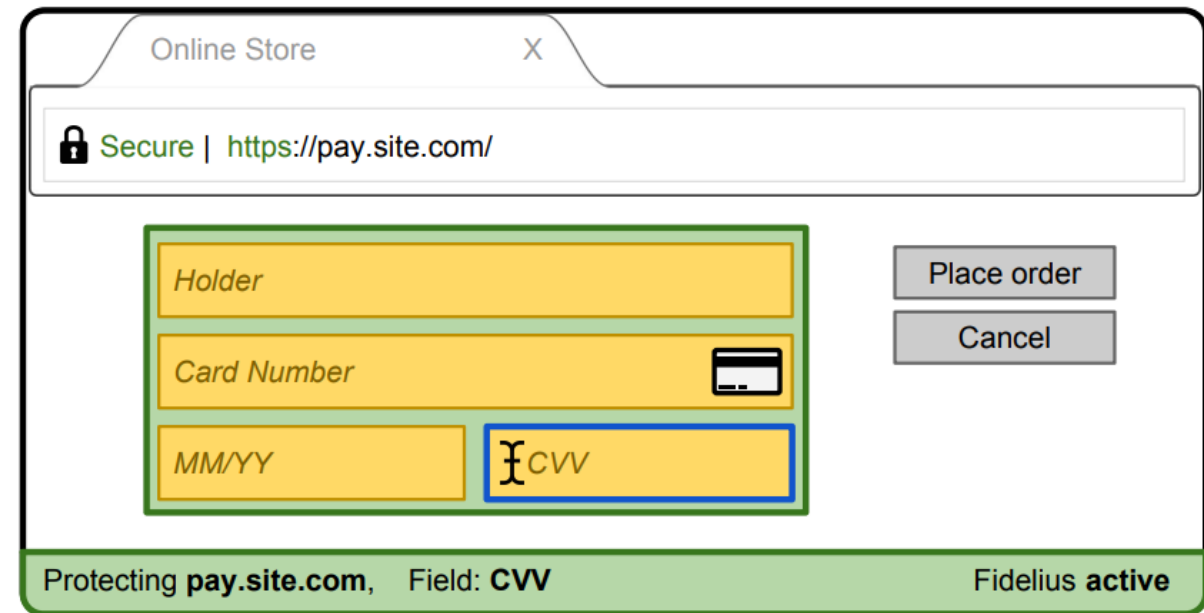 Online Store X
Secure | https://pay.site.com/
Holder
Place order
Cancel
Card Number
MM/YY CVV
Protecting pay.site.com, Field: CVV Fidelius active